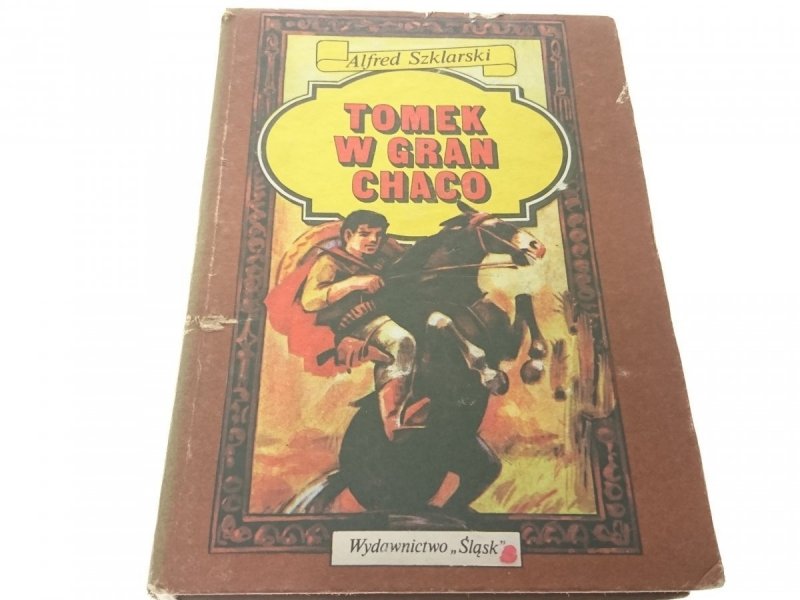 Alfred Szklarski
TOMEK
W GRAN
CHACO
Wydawnictwo „Śląsk”